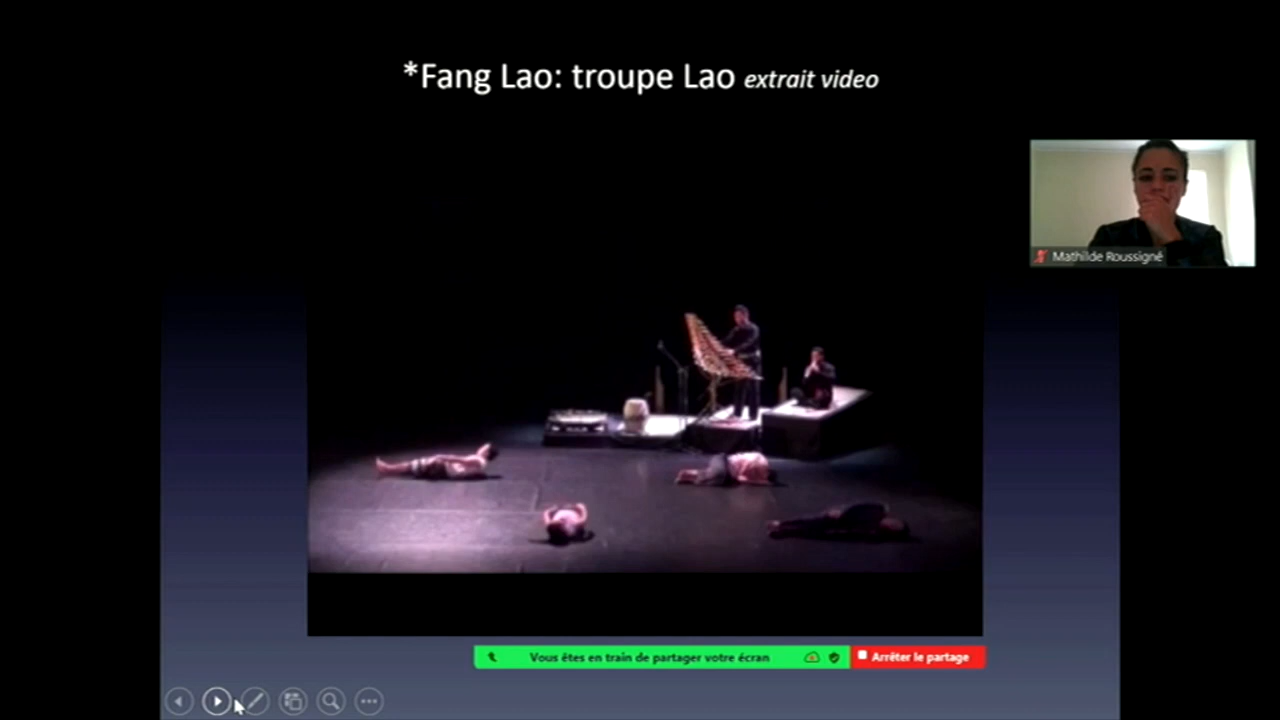 *Fang Lao: troupe Lao extrait video
Mathilde Roussigné
Vous êtes en train de partager votre écran
Arrêter le partage